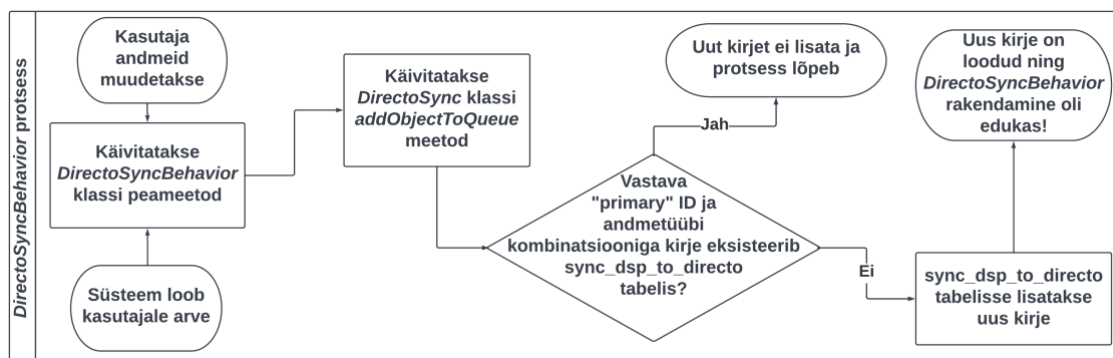 DirectoSyncBehavior protsess
Kasutaja
andmeid
muudetakse
Käivitatakse
DirectoSyncBehavior
klassi peameetod
Süsteem loob
kasutajale arve
Käivitatakse
DirectoSync klassi
addObjectToQueue
meetod
Vastava
"primary" ID ja
andmetüübi
kombinatsiooniga kirje eksisteerib
sync_dsp_to_directo
tabelis?
Jah
Uut kirjet ei lisata ja
protsess lõpeb
Ei
sync_dsp_to_directo
tabelisse lisatakse
uus kirje
Uus kirje on
loodud ning
DirectoSyncBehavior
rakendamine oli
edukas!